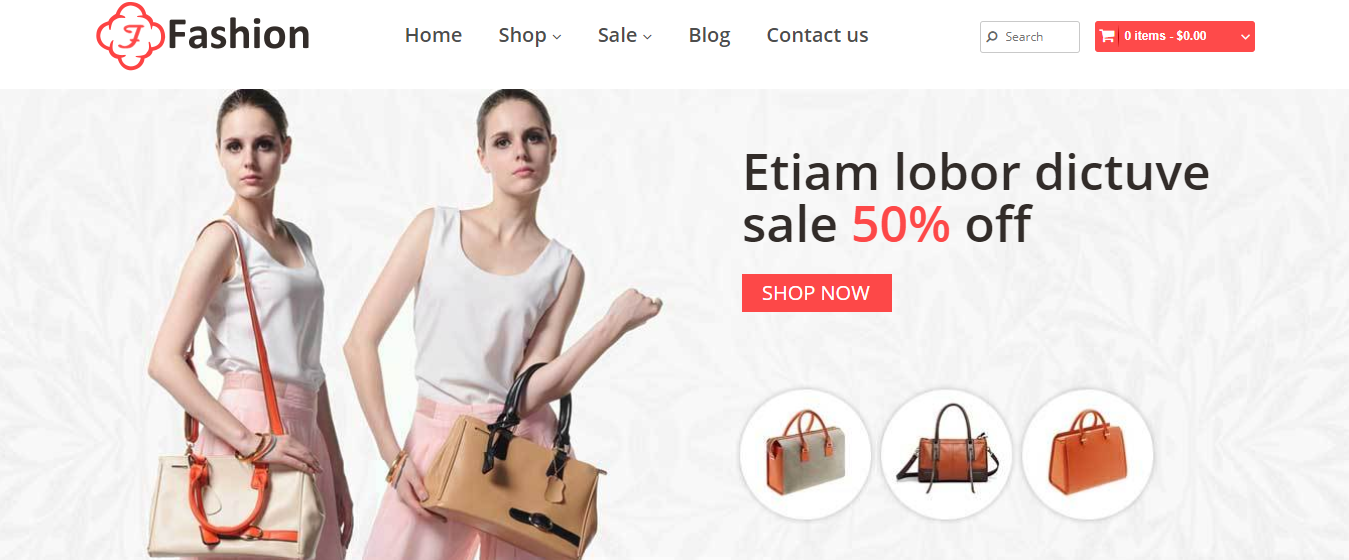 Fashion
Home Shop Sale Blog Contact us
Search
0 items - $0.00
Etiam lobor dictuve
sale 50% off
SHOP NOW